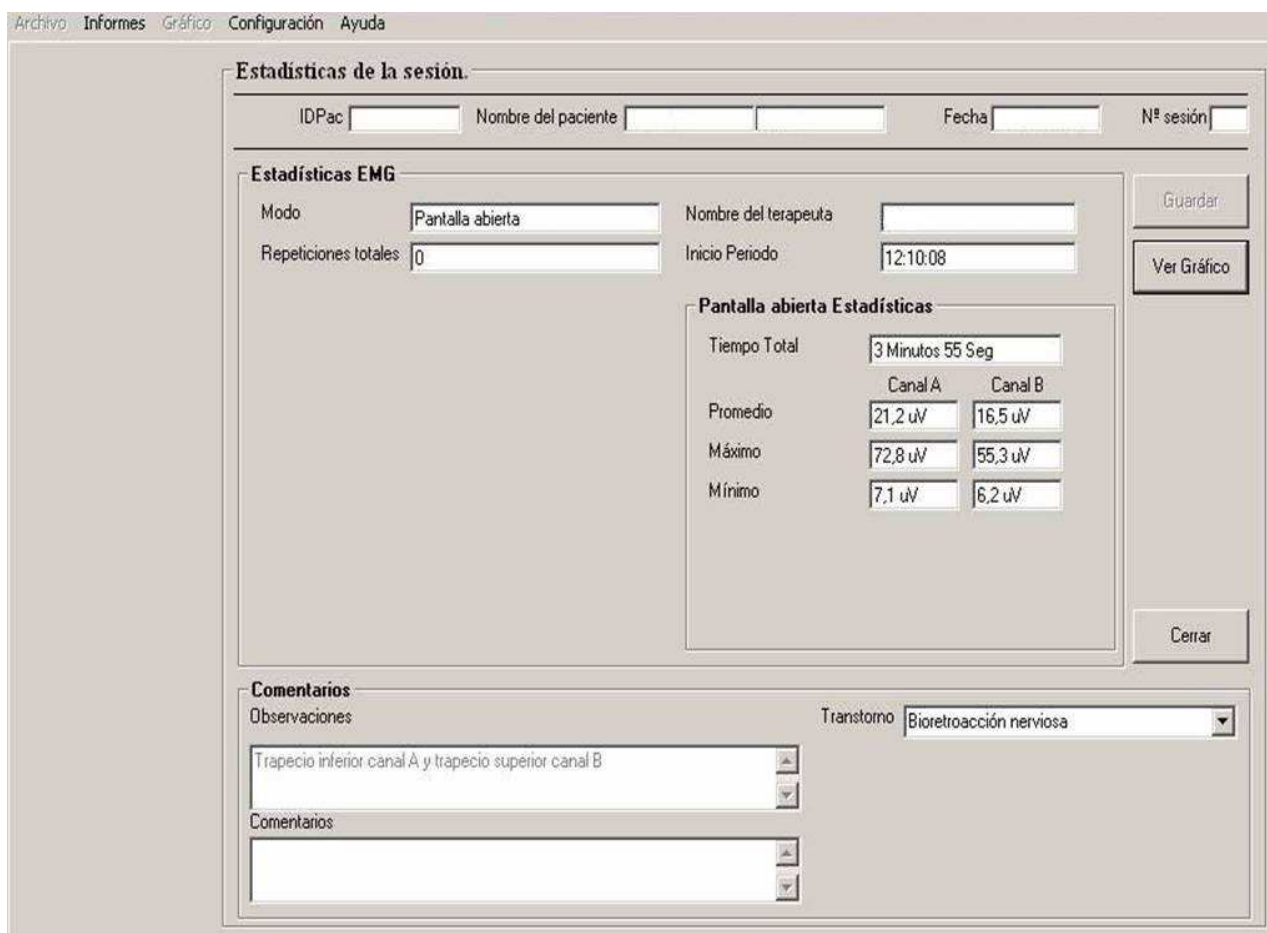 Archivo Informes Gráfico Configuración Ayuda
Estadísticas de la sesión.
IDPac Nombre del paciente Fecha Nº sesión
Estadísticas EMG
Modo Pantalla abierta Nombre del terapeuta Guardar
Repeticiones totales 0 Inicio Periodo 12:10:08 Ver Gráfico
Pantalla abierta Estadísticas
Tiempo Total 3 Minutos 55 Seg
Canal A Canal B
Promedio 21,2 uV 16,5 uV
Máximo 72,8 uV 55,3 uV
Mínimo 7,1 uV 6,2 uV
Cerrar
Comentarios
Observaciones Transtorno Bioretroacción nerviosa
Trapecio inferior canal A y trapecio superior canal B
Comentarios